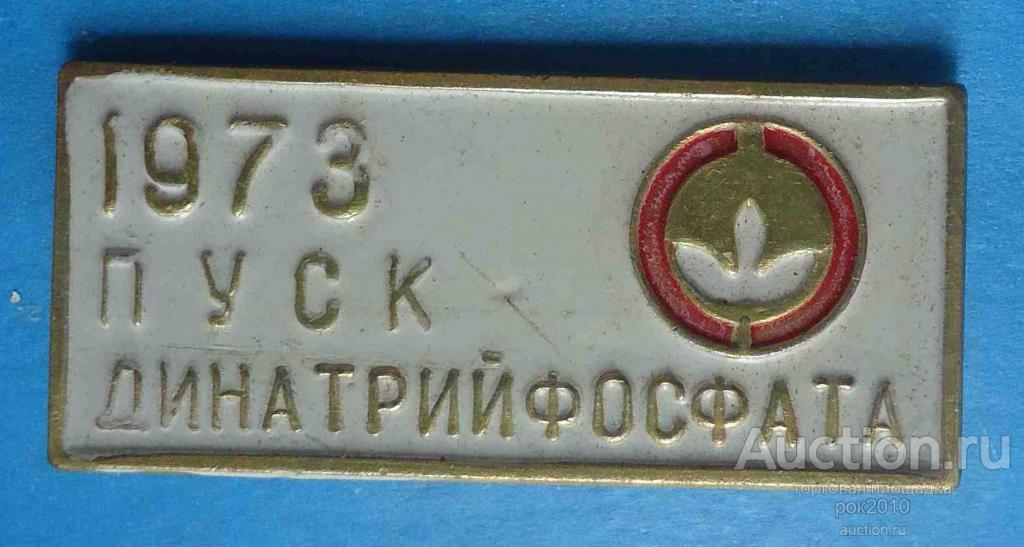 1973
ПУСК
ДИНАТРИЙФОСФАТА
Auction.ru
торговая площадка
рок2010
auction.ru